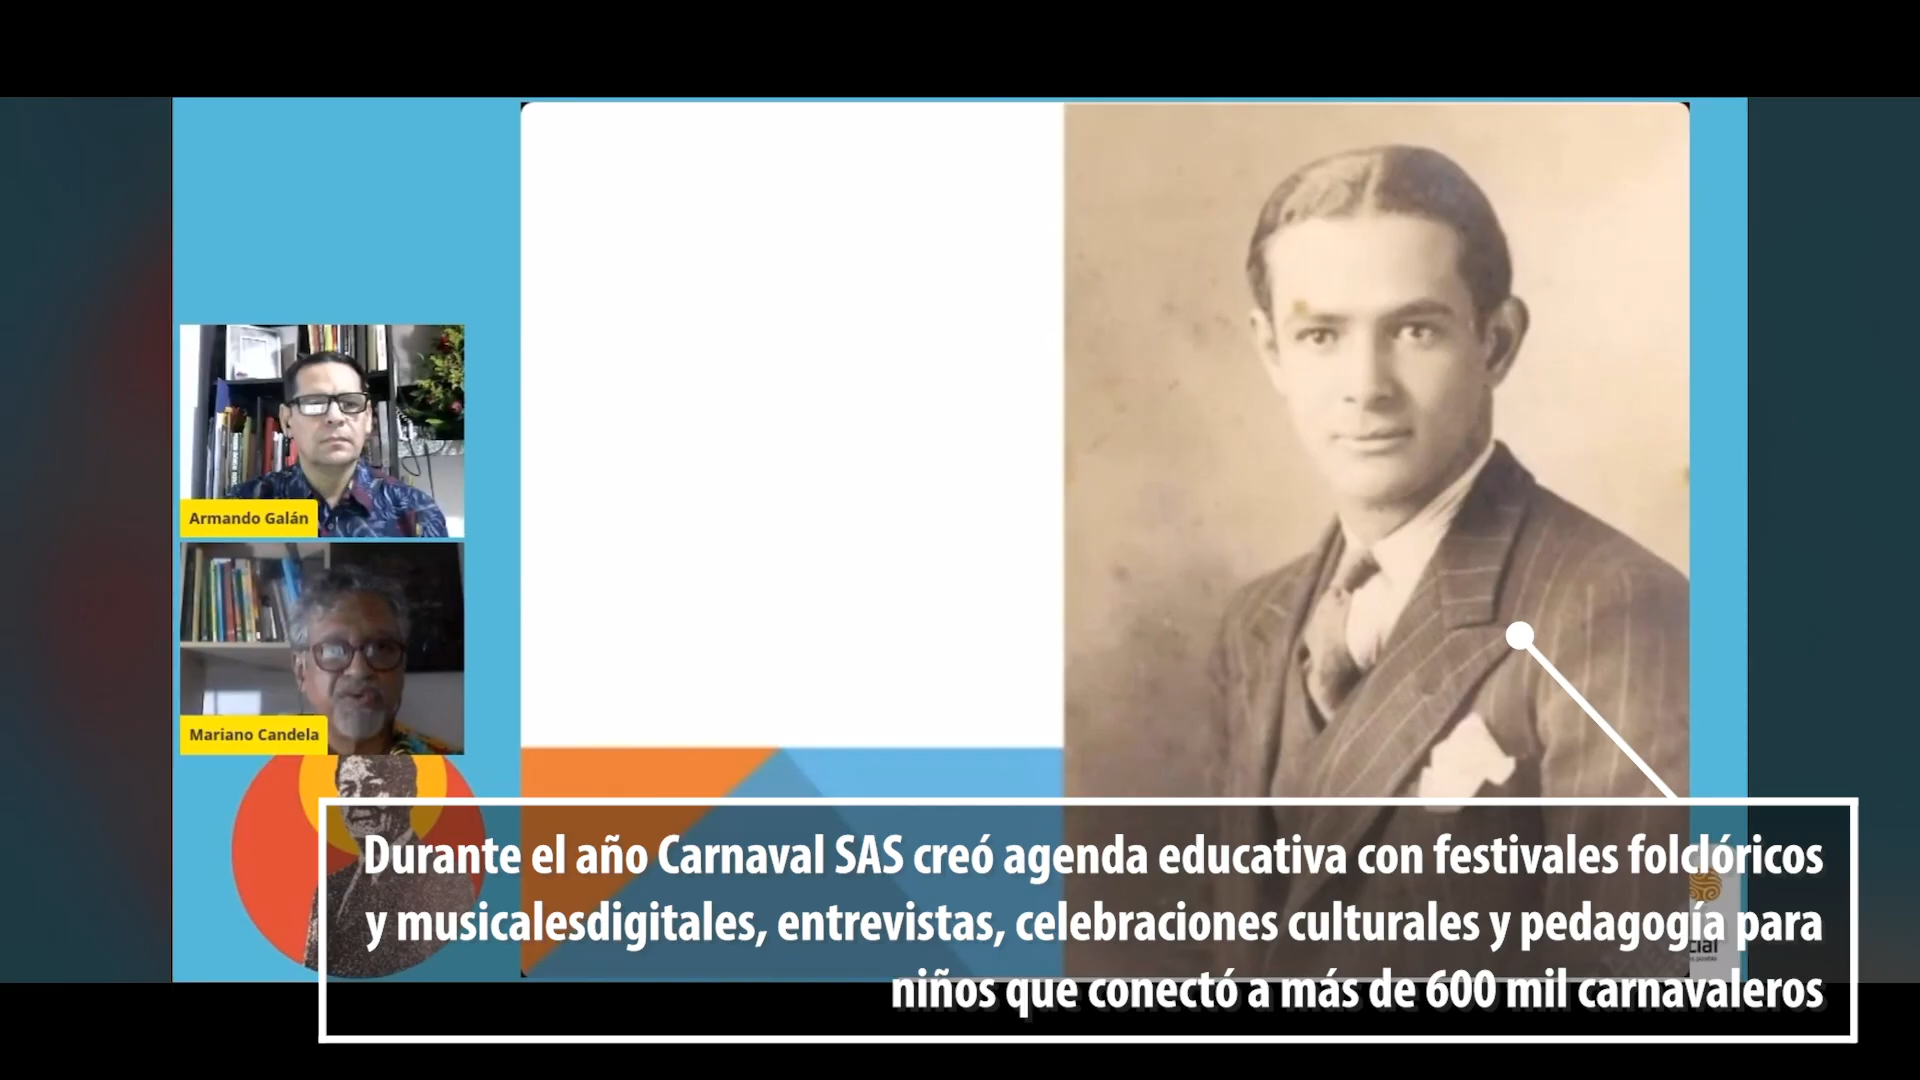 Armando Galán
Mariano Candela
Durante el año Carnaval SAS creó agenda educativa con festivales folclóricos
y musicalesdigitales, entrevistas, celebraciones culturales y pedagogía para
niños que conectó a más de 600 mil carnavaleros